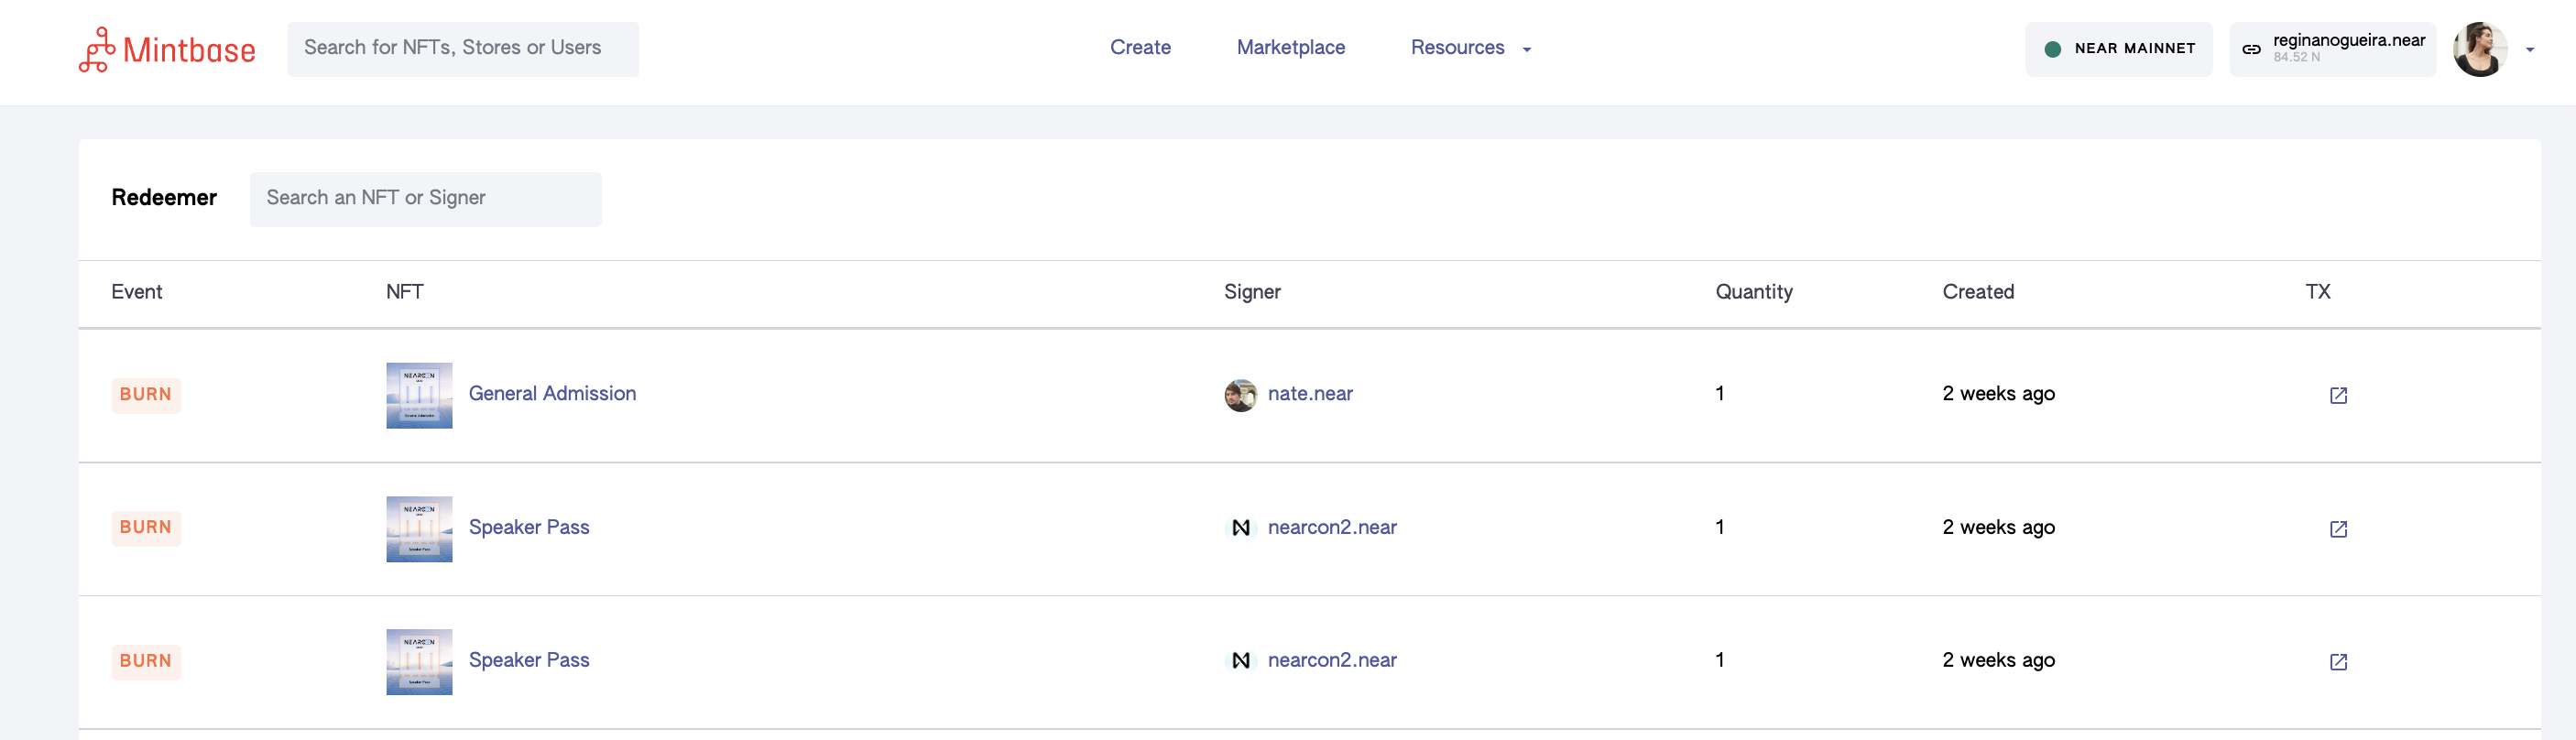 Mintbase
Search for NFTs, Stores or Users
Create
Marketplace
Resources
NEAR MAINNET
reginanogueira.near
84.52 N
Redeemer
Search an NFT or Signer
Event NFT Signer Quantity Created TX
BURN General Admission nate.near 1 2 weeks ago
BURN Speaker Pass nearcon2.near 1 2 weeks ago
BURN Speaker Pass nearcon2.near 1 2 weeks ago